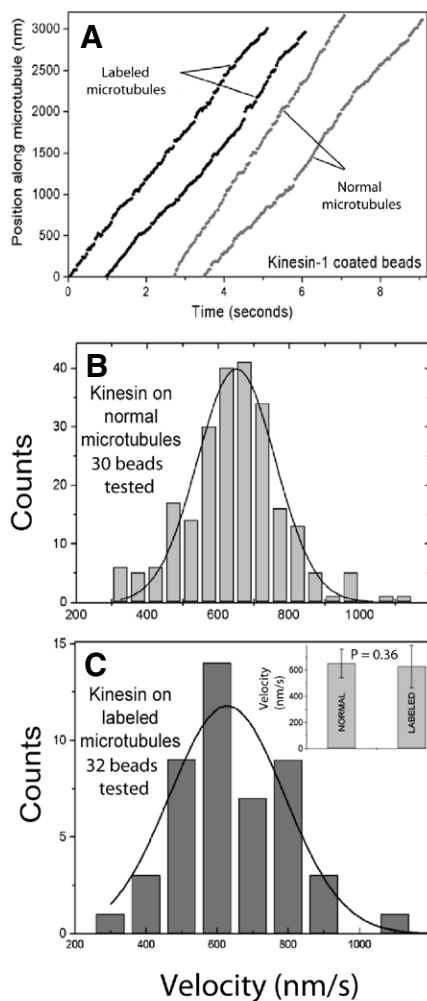 A
Position along microtubule (nm)
3000
2500
2000
1500
1000
500
0
Labeled
microtubules
Normal
microtubules
Kinesin-1 coated beads
0 2 4 6 8
Time (seconds)
B
Counts
40
30
20
10
0
Kinesin on
normal
microtubules
30 beads
tested
200 400 600 800 1000
C
Counts
15
10
5
0
Kinesin on
labeled
microtubules
32 beads
tested
Velocity
(nm/s)
600
400
200
0
P = 0.36
NORMAL
LABELED
200 400 600 800 1000
Velocity (nm/s)